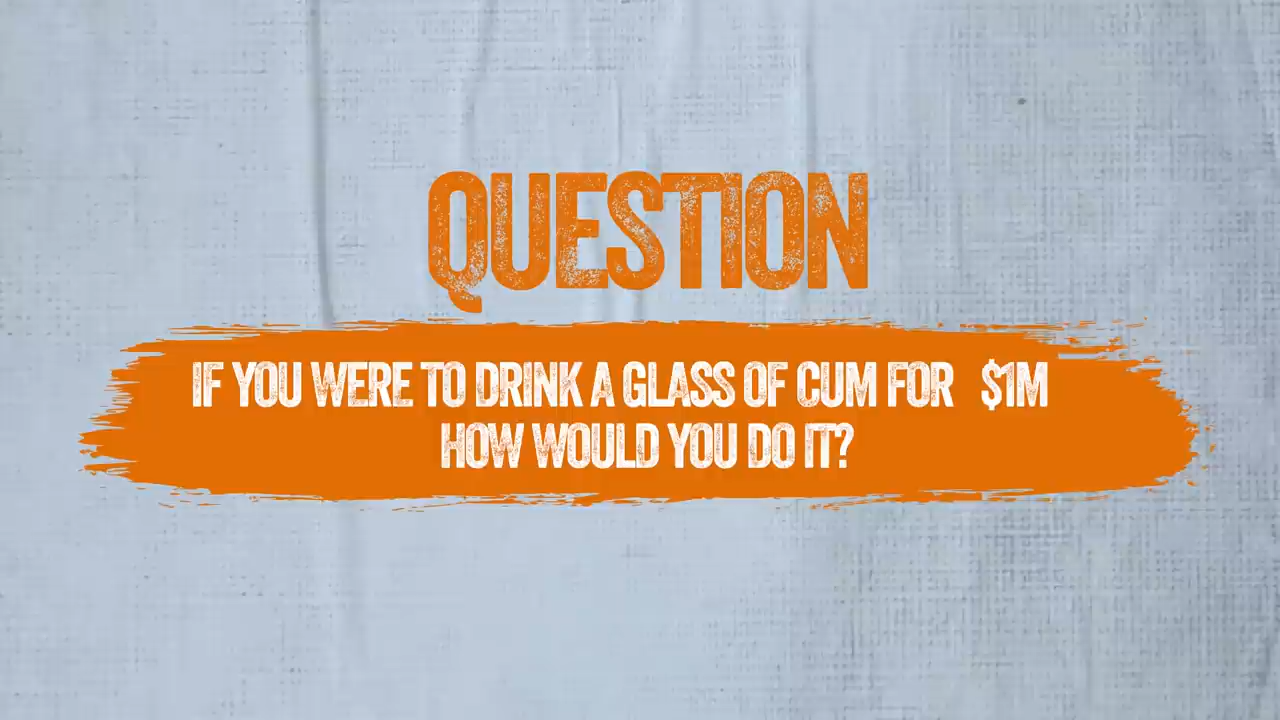 QUESTION
IF YOU WERE TO DRINK A GLASS OF CUM FOR $1M
HOW WOULD YOU DO IT?